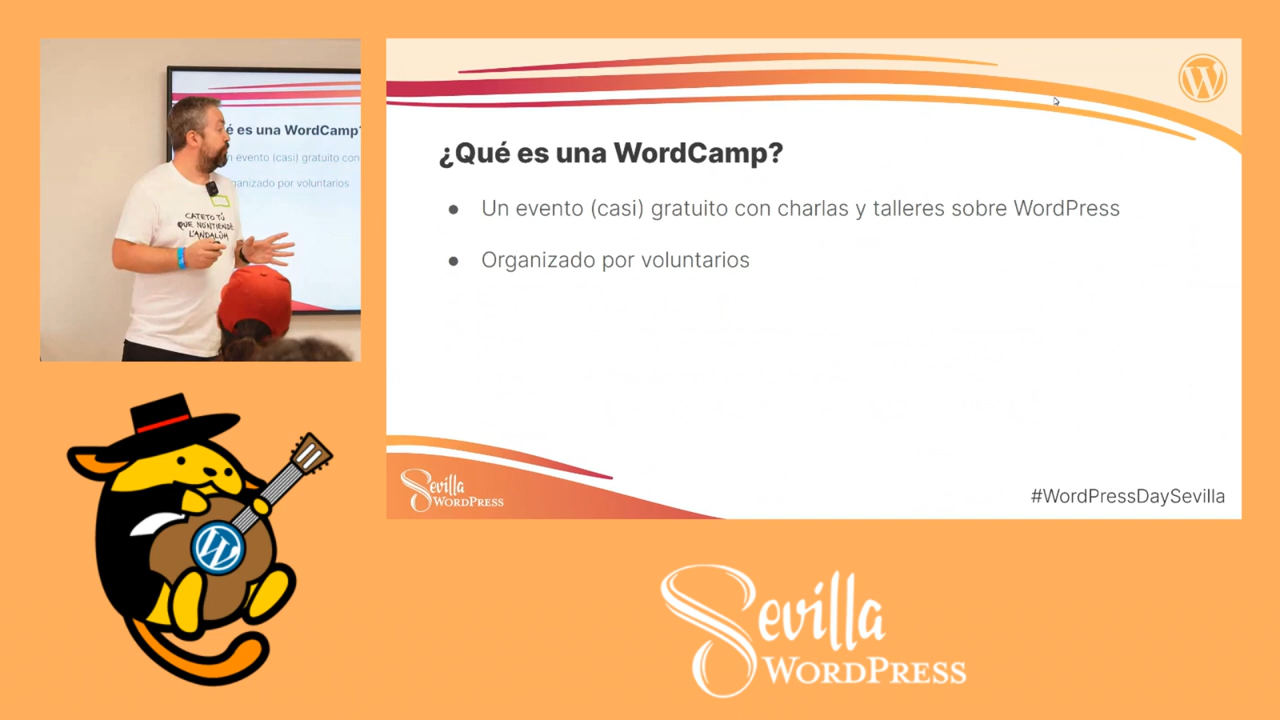 é es una WordCamp?
n evento (casi) gratuito con
ganizado por voluntarios
CATETO TÚ
QUE NO NTIENDE
L'ANDALÚH
¿Qué es una WordCamp?
● Un evento (casi) gratuito con charlas y talleres sobre WordPress
● Organizado por voluntarios
Sevilla
WORDPRESS
#WordPressDaySevilla
Sevilla
WORDPRESS